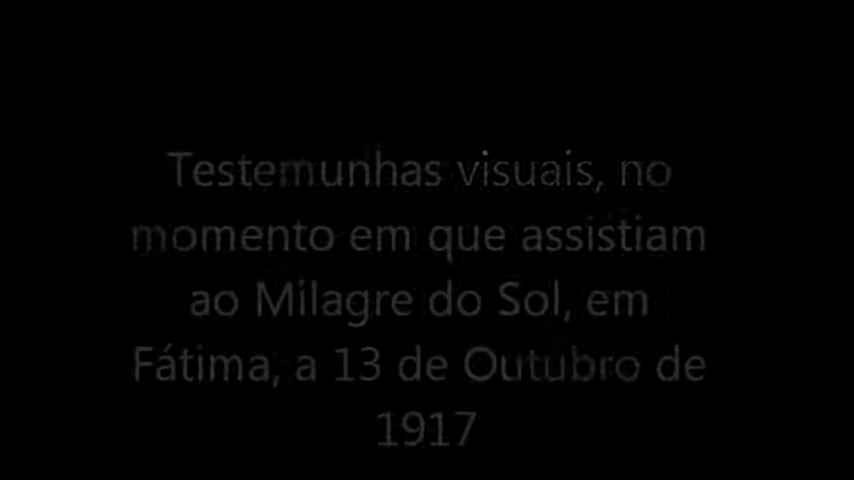 Testemunhas visuais, no
momento em que assistiam
ao Milagre do Sol, em
Fátima, a 13 de Outubro de
1917